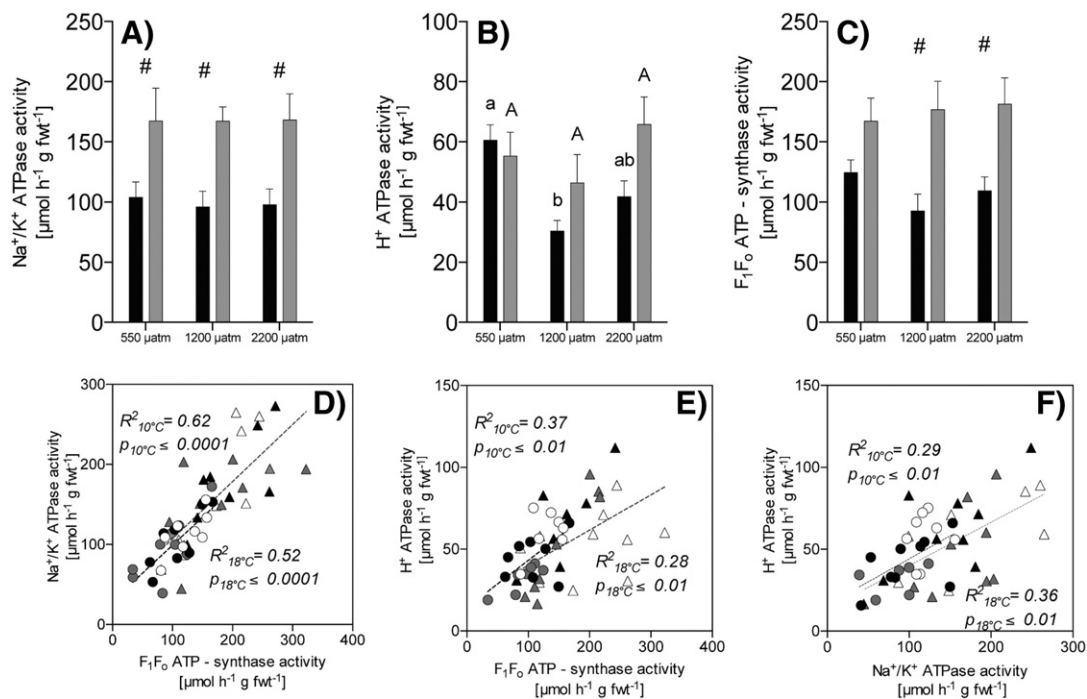 A)
Na⁺/K⁺ ATPase activity
[µmol h⁻¹ g fwt⁻¹]
250
200
150
100
50
0
#
#
#
550 µatm
1200 µatm
2200 µatm
B)
H⁺ ATPase activity
[µmol h⁻¹ g fwt⁻¹]
100
80
60
40
20
0
a
A
b
A
ab
A
550 µatm
1200 µatm
2200 µatm
C)
F₁Fₒ ATP - synthase activity
[µmol h⁻¹ g fwt⁻¹]
250
200
150
100
50
0
#
#
550 µatm
1200 µatm
2200 µatm
D)
Na⁺/K⁺ ATPase activity
[µmol h⁻¹ g fwt⁻¹]
300
200
100
0
R²10°C= 0.62
p10°C ≤ 0.0001
R²18°C= 0.52
p18°C ≤ 0.0001
0
100
200
300
400
F₁Fₒ ATP - synthase activity
[µmol h⁻¹ g fwt⁻¹]
E)
H⁺ ATPase activity
[µmol h⁻¹ g fwt⁻¹]
150
100
50
0
R²10°C= 0.37
p10°C ≤ 0.01
R²18°C= 0.28
p18°C ≤ 0.01
0
100
200
300
400
F₁Fₒ ATP - synthase activity
[µmol h⁻¹ g fwt⁻¹]
F)
H⁺ ATPase activity
[µmol h⁻¹ g fwt⁻¹]
150
100
50
0
R²10°C= 0.29
p10°C ≤ 0.01
R²18°C= 0.36
p18°C ≤ 0.01
0
100
200
300
Na⁺/K⁺ ATPase activity
[µmol h⁻¹ g fwt⁻¹]